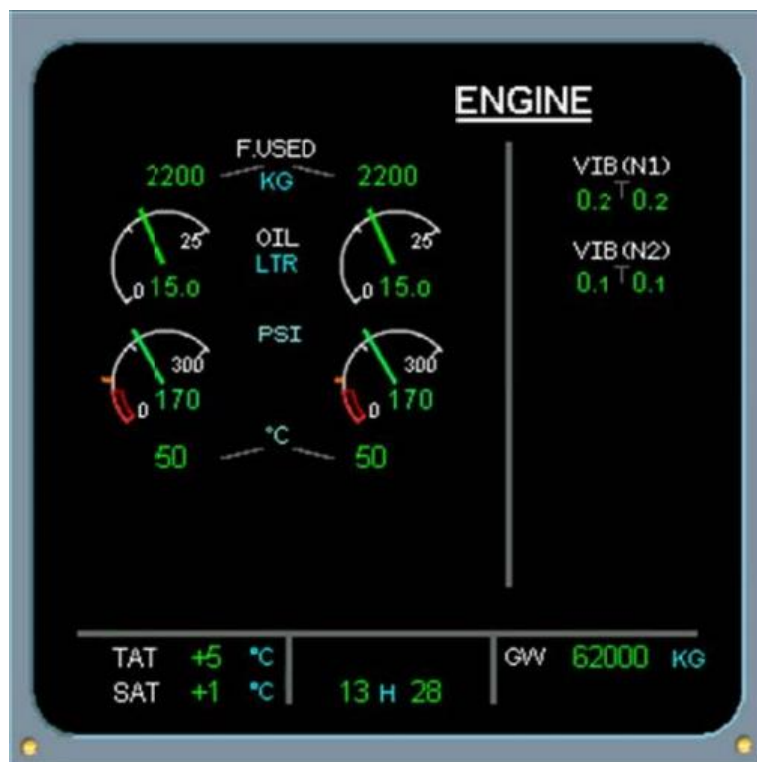 ENGINE
F.USED
2200 KG 2200
VIB (N1)
0.2 0.2
25 OIL 25
LTR
0 15.0 0 15.0
VIB (N2)
0.1 0.1
PSI
300 300
0 170 0 170
°C
50 50
TAT +5 °C
SAT +1 °C
13 H 28
GW 62000 KG